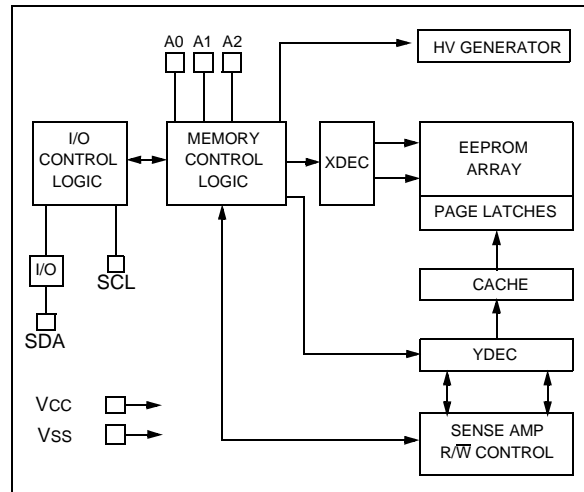 A0 A1 A2
HV GENERATOR
I/O
CONTROL
LOGIC
MEMORY
CONTROL
LOGIC
XDEC
EEPROM
ARRAY
PAGE LATCHES
I/O
SCL
SDA
CACHE
YDEC
VCC
VSS
SENSE AMP
R/W̅ CONTROL